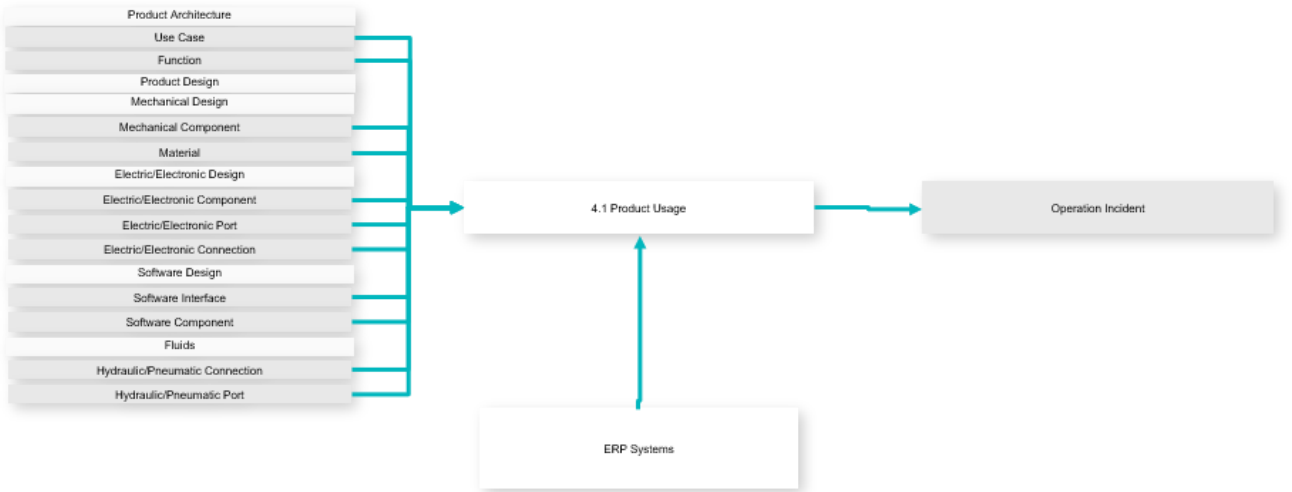 Product Architecture
Use Case
Function
Product Design
Mechanical Design
Mechanical Component
Material
Electric/Electronic Design
Electric/Electronic Component
Electric/Electronic Port
Electric/Electronic Connection
Software Design
Software Interface
Software Component
Fluids
Hydraulic/Pneumatic Connection
Hydraulic/Pneumatic Port
4.1 Product Usage
Operation Incident
ERP Systems